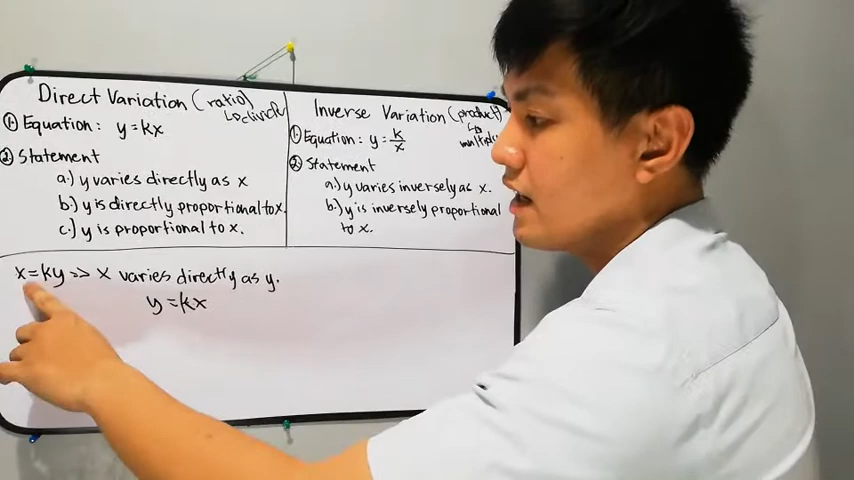 Direct Variation (ratio)
① Equation: y=kx
② Statement
a.) y varies directly as x
b.) y is directly proportional to x.
c.) y is proportional to x.
Inverse Variation (product)
① Equation: y = k/x
② Statement
a.) y varies inversely as x.
b.) y is inversely proportional
to x.
x=ky >> x varies directly as y.
y=kx